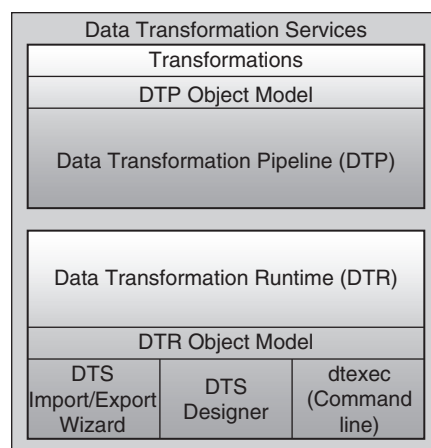 Data Transformation Services
Transformations
DTP Object Model
Data Transformation Pipeline (DTP)
Data Transformation Runtime (DTR)
DTR Object Model
DTS
Import/Export
Wizard
DTS
Designer
dtexec
(Command
line)